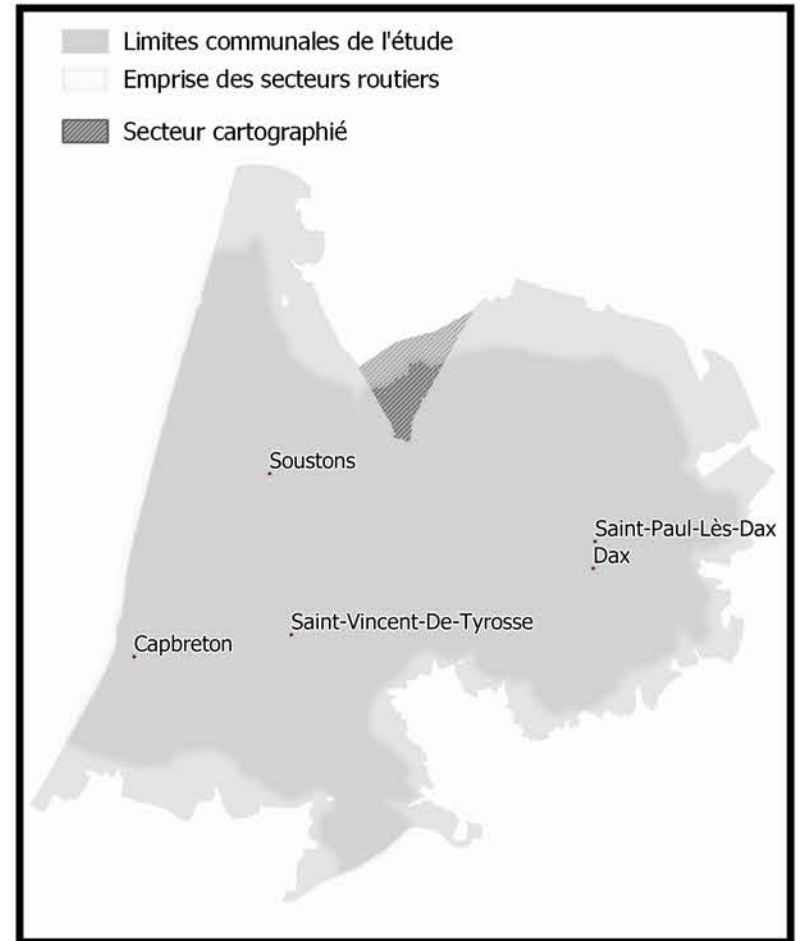 Limites communales de l'étude
Emprise des secteurs routiers
Secteur cartographié
Soustons
Saint-Paul-Lès-Dax
Dax
Saint-Vincent-De-Tyrosse
Capbreton